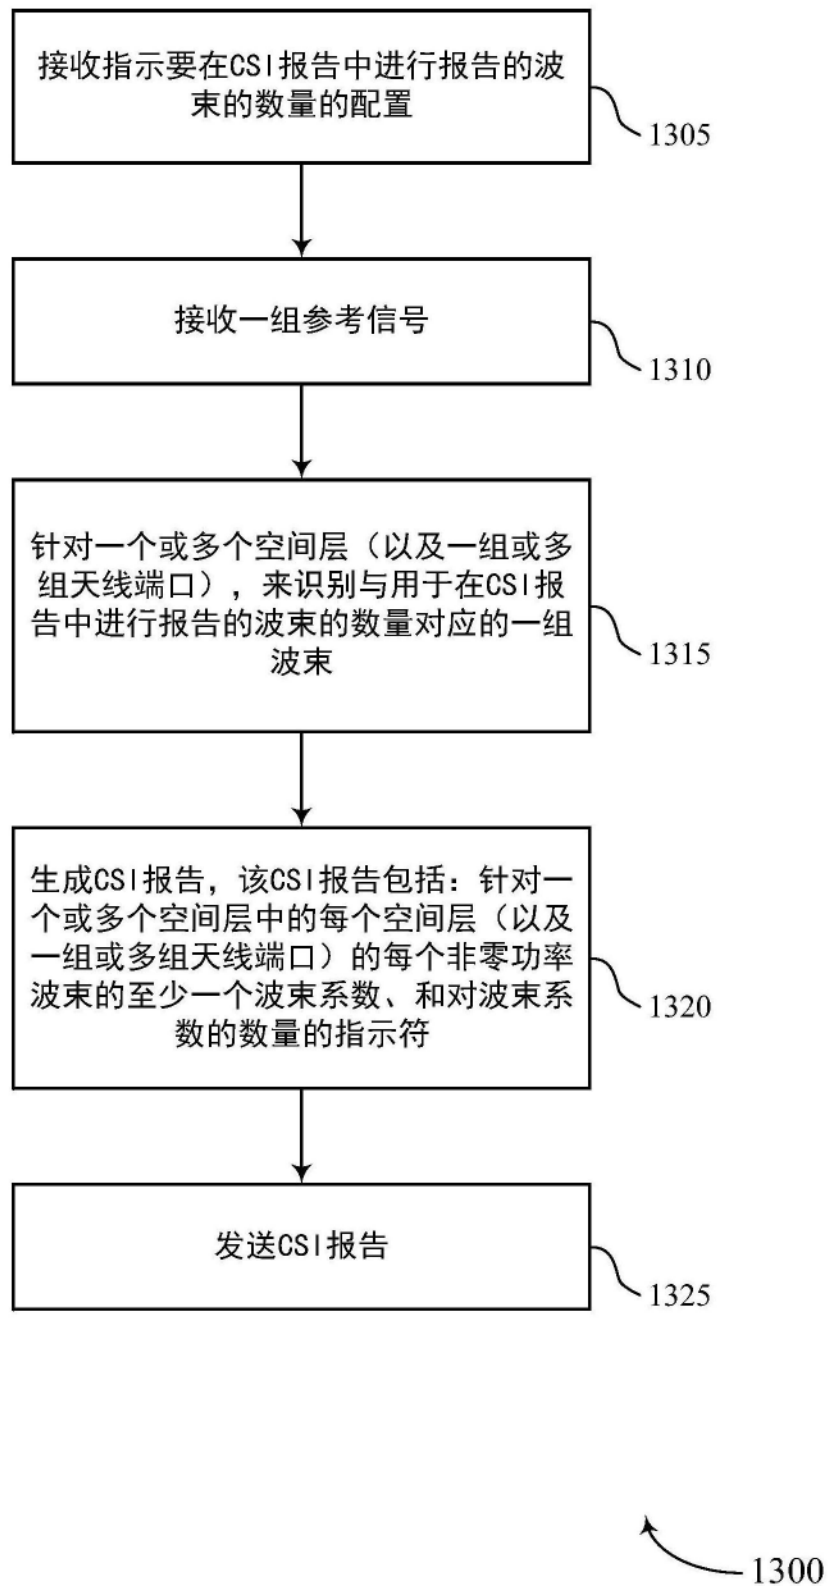 接收指示要在CSI报告中进行报告的波
束的数量的配置
1305
接收一组参考信号
1310
针对一个或多个空间层（以及一组或多
组天线端口），来识别与用于在CSI报
告中进行报告的波束的数量对应的一组
波束
1315
生成CSI报告，该CSI报告包括：针对一
个或多个空间层中的每个空间层（以及
一组或多组天线端口）的每个非零功率
波束的至少一个波束系数、和对波束系
数的数量的指示符
1320
发送CSI报告
1325
1300